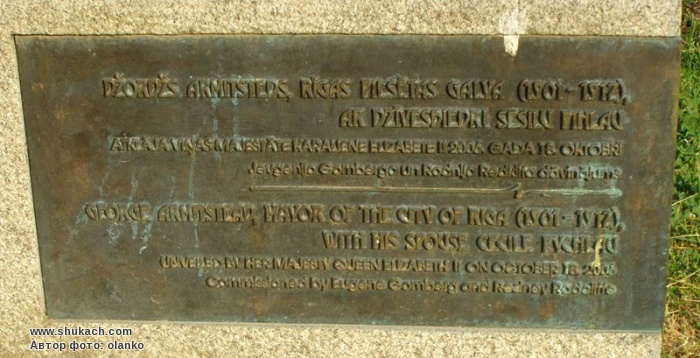 DŽORDŽS ARMITSTEDS, RĪGAS PILSĒTAS GALVA (1901-1912),
AR DZĪVESBIEDRI SESILU PIHLAU
ATKLĀJA VIŅAS MAJESTĀTE KARALIENE ELIZABETE II 2006. GADA 18. OKTOBRĪ
Jevgenija Gomberga un Rodnija Redklifa dāvinājums
GEORGE ARMITSTEAD, MAYOR OF THE CITY OF RIGA (1901-1912),
WITH HIS SPOUSE CECILE PYCHLAU
UNVEILED BY HER MAJESTY QUEEN ELIZABETH II ON OCTOBER 18, 2006
Commissioned by Eugene Gomberg and Rodney Radcliffe
www.shukach.com
Автор фото: olanko